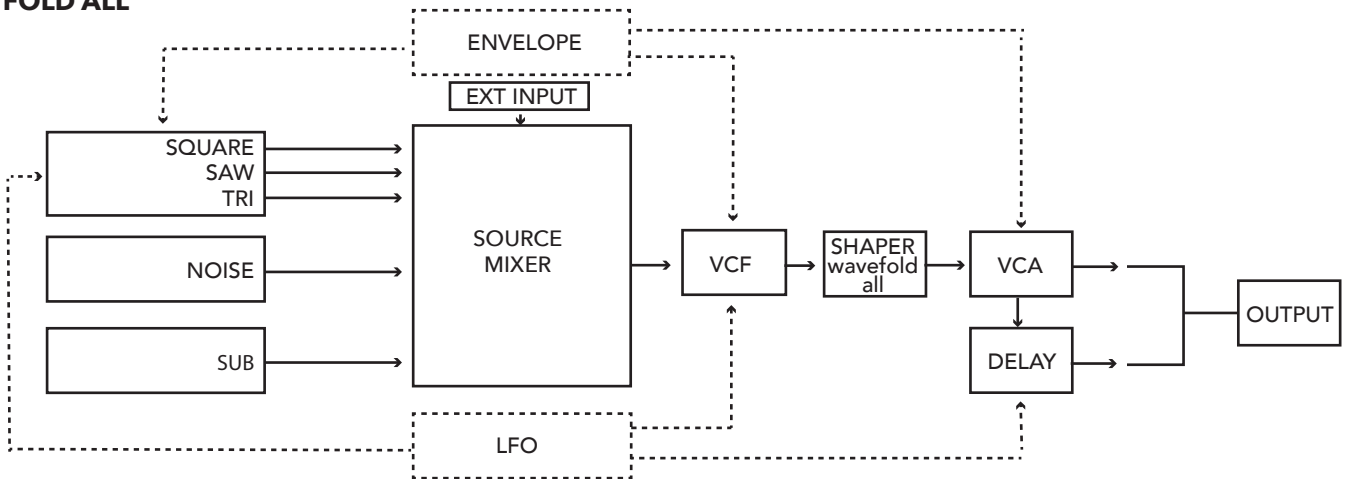 FOLD ALL
ENVELOPE
EXT INPUT
SQUARE
SAW
TRI
NOISE
SUB
SOURCE
MIXER
VCF
SHAPER
wavefold
all
VCA
DELAY
OUTPUT
LFO